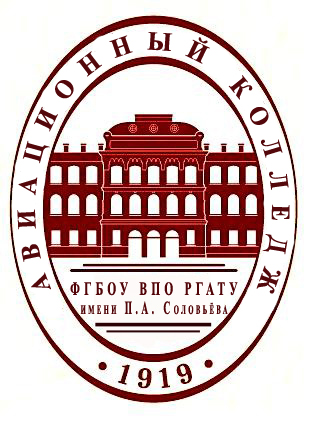 АВИАЦИОННЫЙ КОЛЛЕДЖ
ФГБОУ ВПО РГАТУ
ИМЕНИ П.А. СОЛОВЬЁВА
• 1919 •